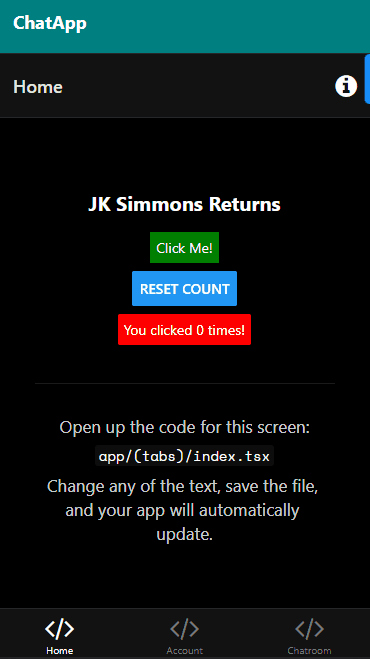 ChatApp
Home
JK Simmons Returns
Click Me!
RESET COUNT
You clicked 0 times!
Open up the code for this screen:
app/(tabs)/index.tsx
Change any of the text, save the file,
and your app will automatically
update.
Home
Account
Chatroom